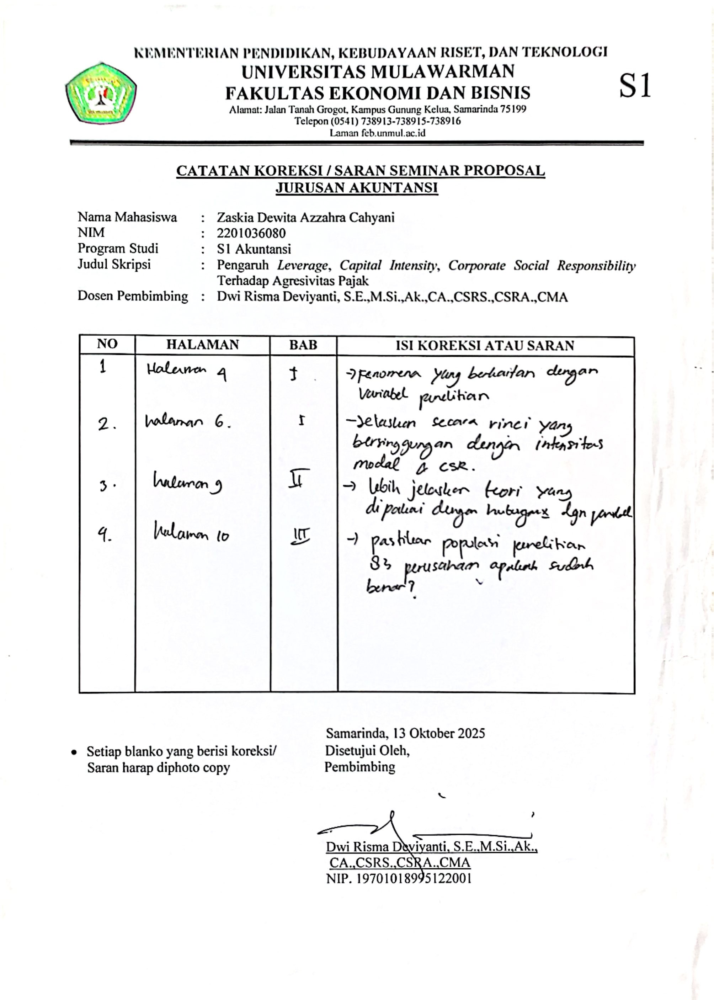 KEMENTERIAN PENDIDIKAN, KEBUDAYAAN RISET, DAN TEKNOLOGI
UNIVERSITAS MULAWARMAN
FAKULTAS EKONOMI DAN BISNIS
S1
Alamat: Jalan Tanah Grogot, Kampus Gunung Kelua, Samarinda 75199
Telepon (0541) 738913-738915-738916
Laman feb.unmul.ac.id
CATATAN KOREKSI / SARAN SEMINAR PROPOSAL
JURUSAN AKUNTANSI
Nama Mahasiswa : Zaskia Dewita Azzahra Cahyani
NIM : 2201036080
Program Studi : S1 Akuntansi
Judul Skripsi : Pengaruh Leverage, Capital Intensity, Corporate Social Responsibility
Terhadap Agresivitas Pajak
Dosen Pembimbing : Dwi Risma Deviyanti, S.E.,M.Si.,Ak.,CA.,CSRS.,CSRA.,CMA
NO HALAMAN BAB ISI KOREKSI ATAU SARAN
1 Halaman 4 I → Fenomena yang berkaitan dengan
Variabel penelitian
2. halaman 6. I → Jelaskan secara rinci yang
bersinggungan dengan intensitas
modal & CSR.
3. halaman 9 II → lebih jelaskan teori yang
dipakai dengan dgn
4. halaman 10 III → pastikan populasi penelitian
83 perusahaan apakah sudah
benar?
Samarinda, 13 Oktober 2025
• Setiap blanko yang berisi koreksi/ Disetujui Oleh,
Saran harap diphoto copy Pembimbing
Dwi Risma Deviyanti, S.E.,M.Si.,Ak.,
CA.,CSRS.,CSRA.,CMA
NIP. 19701018995122001